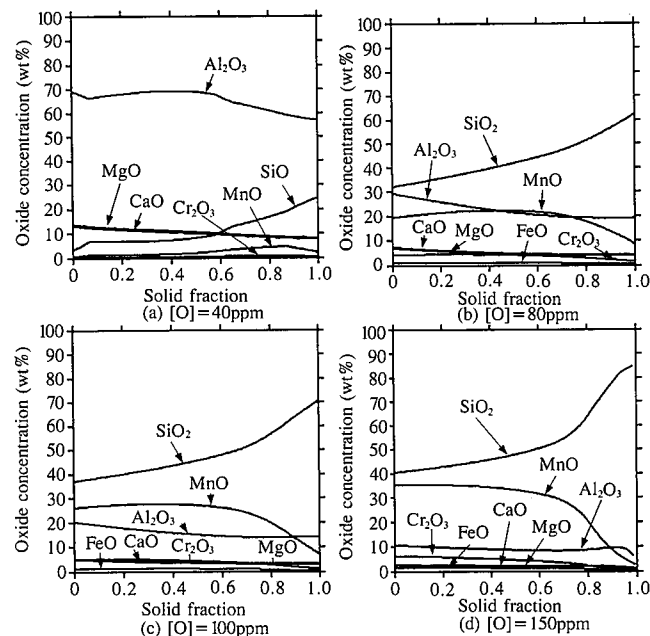 Oxide concentration (wt%)
100
90
80
70
60
50
40
30
20
10
0
Al₂O₃
MgO
CaO
Cr₂O₃
MnO
SiO
0 0.2 0.4 0.6 0.8 1.0
Solid fraction
(a) [O]=40ppm
Oxide concentration (wt%)
100
90
80
70
60
50
40
30
20
10
0
SiO₂
Al₂O₃
MnO
CaO
MgO
FeO
Cr₂O₃
0 0.2 0.4 0.6 0.8 1.0
Solid fraction
(b) [O]=80ppm
Oxide concentration (wt%)
100
90
80
70
60
50
40
30
20
10
0
SiO₂
MnO
Al₂O₃
FeO
CaO
Cr₂O₃
MgO
0 0.2 0.4 0.6 0.8 1.0
Solid fraction
(c) [O]=100ppm
Oxide concentration (wt%)
100
90
80
70
60
50
40
30
20
10
0
SiO₂
MnO
Al₂O₃
Cr₂O₃
CaO
FeO
MgO
0 0.2 0.4 0.6 0.8 1.0
Solid fraction
(d) [O]=150ppm